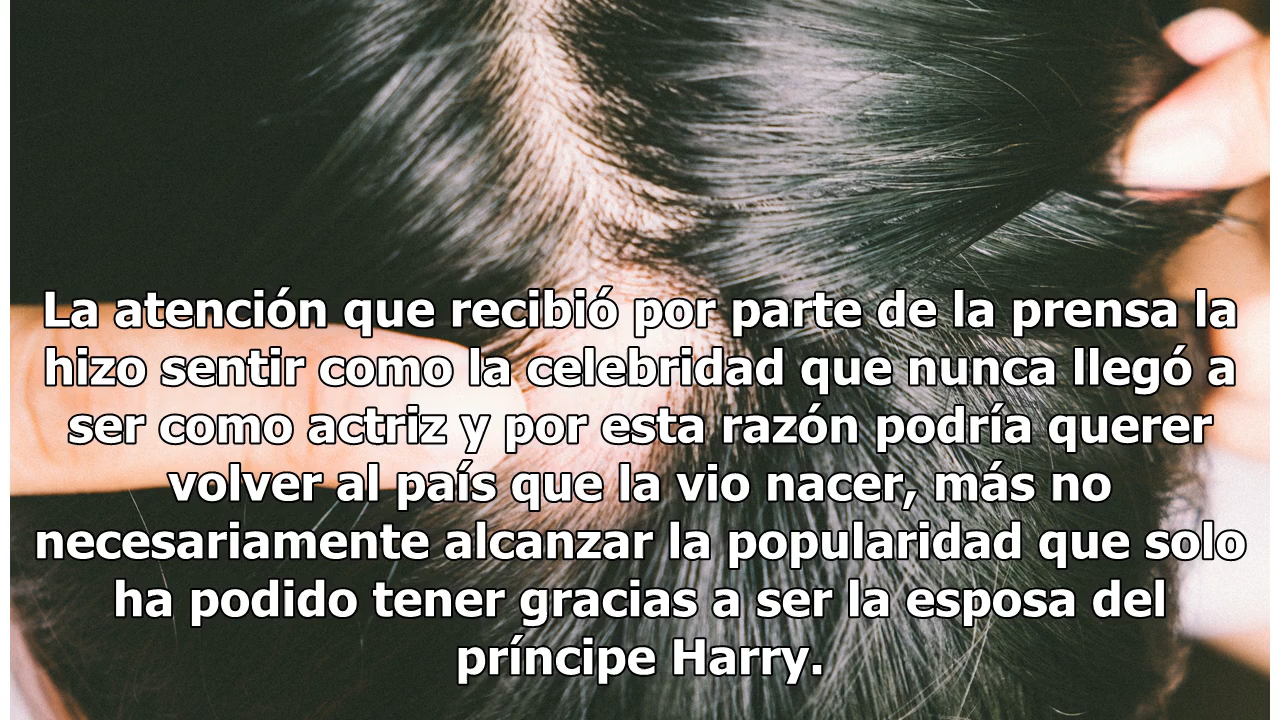 La atención que recibió por parte de la prensa la
hizo sentir como la celebridad que nunca llegó a
ser como actriz y por esta razón podría querer
volver al país que la vio nacer, más no
necesariamente alcanzar la popularidad que solo
ha podido tener gracias a ser la esposa del
príncipe Harry.